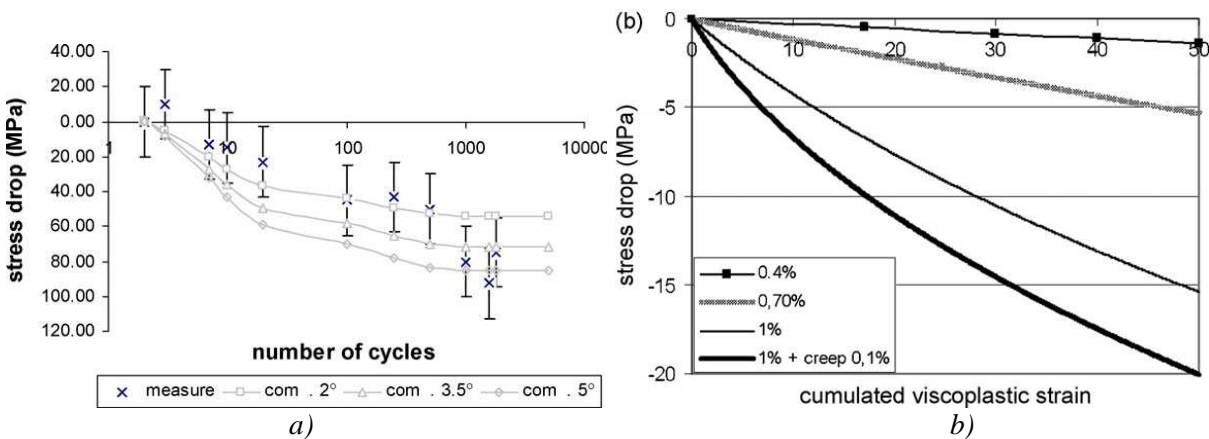 40.00
20.00
0.00
20.00
40.00
60.00
80.00
100.00
120.00
stress drop (MPa)
1
10
100
1000
10000
number of cycles
measure
com . 2°
com . 3.5°
com . 5°
a)
(b)
0
-5
-10
-15
-20
stress drop (MPa)
0
10
20
30
40
50
0.4%
0,70%
1%
1% + creep 0,1%
cumulated viscoplastic strain
b)